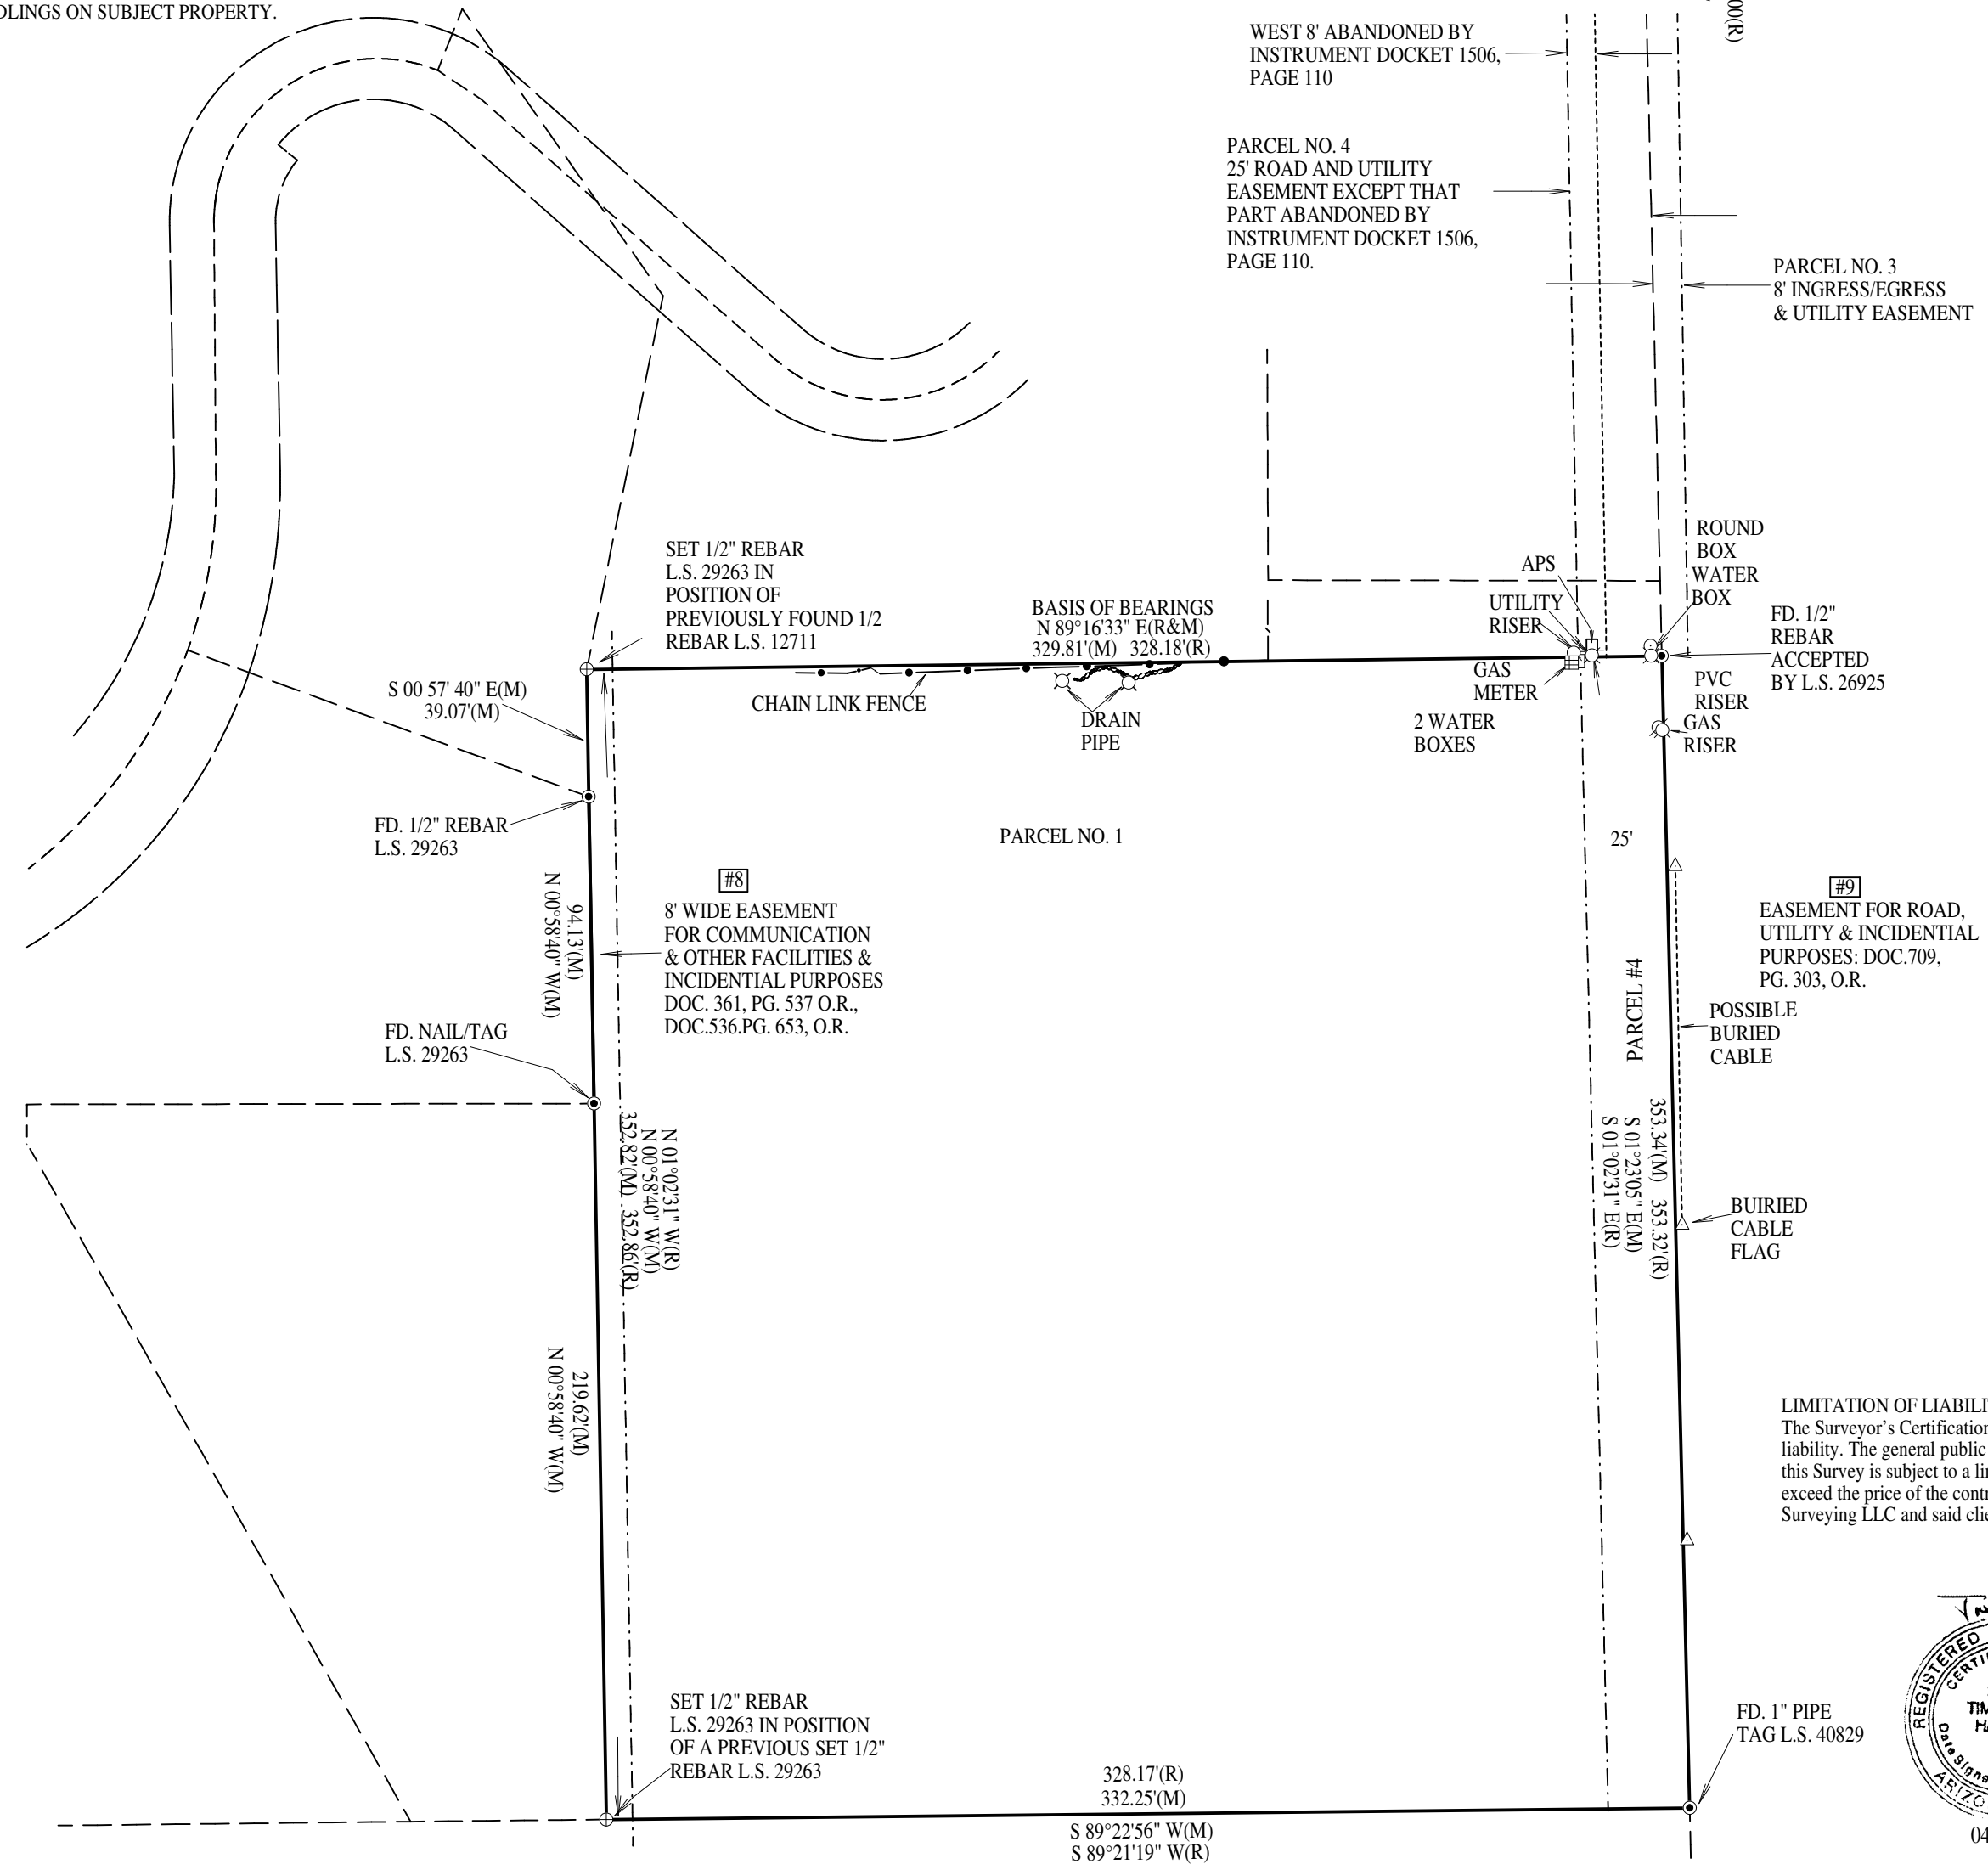 ON SUBJECT PROPERTY.
00(R)
WEST 8' ABANDONED BY
INSTRUMENT DOCKET 1506,
PAGE 110
PARCEL NO. 4
25' ROAD AND UTILITY
EASEMENT EXCEPT THAT
PART ABANDONED BY
INSTRUMENT DOCKET 1506,
PAGE 110.
PARCEL NO. 3
8' INGRESS/EGRESS
& UTILITY EASEMENT
SET 1/2" REBAR
L.S. 29263 IN
POSITION OF
PREVIOUSLY FOUND 1/2
REBAR L.S. 12711
BASIS OF BEARINGS
N 89°16'33" E(R&M)
329.81'(M) 328.18'(R)
APS
UTILITY
RISER
ROUND
BOX
WATER
BOX
FD. 1/2"
REBAR
ACCEPTED
BY L.S. 26925
GAS
METER
PVC
RISER
GAS
RISER
2 WATER
BOXES
S 00 57' 40" E(M)
39.07'(M)
CHAIN LINK FENCE
DRAIN
PIPE
FD. 1/2" REBAR
L.S. 29263
PARCEL NO. 1
25'
#8
8' WIDE EASEMENT
FOR COMMUNICATION
& OTHER FACILITIES &
INCIDENTAL PURPOSES
DOC. 361, PG. 537 O.R.,
DOC.536.PG. 653, O.R.
94.13'(M)
N 00°58'40" W(M)
#9
EASEMENT FOR ROAD,
UTILITY & INCIDENTIAL
PURPOSES: DOC.709,
PG. 303, O.R.
PARCEL #4
POSSIBLE
BURIED
CABLE
FD. NAIL/TAG
L.S. 29263
N 01°02'31" W(R)
N 00°58'40" W(M)
352.82'(M) 352.86'(R)
353.34'(M) 353.32'(R)
S 01°23'05" E(M)
S 01°02'31" E(R)
BUIRIED
CABLE
FLAG
219.62'(M)
N 00°58'40" W(M)
LIMITATION OF LIABILI
The Surveyor's Certification
liability. The general public
this Survey is subject to a li
exceed the price of the contr
Surveying LLC and said clie
SET 1/2" REBAR
L.S. 29263 IN POSITION
OF A PREVIOUS SET 1/2"
REBAR L.S. 29263
FD. 1" PIPE
TAG L.S. 40829
328.17'(R)
332.25'(M)
S 89°22'56" W(M)
S 89°21'19" W(R)
REGISTERED
CERTI
TIM
Date Signe
ARIZO
04